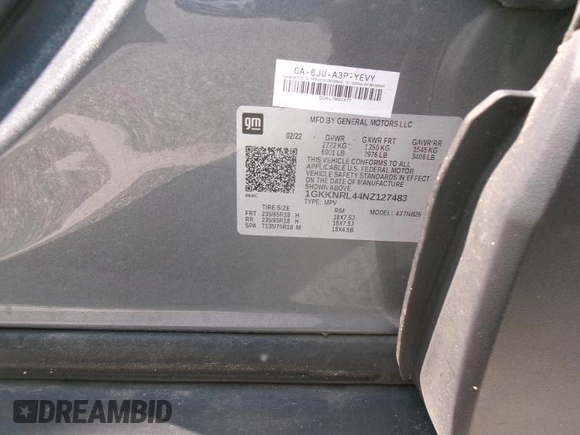 GA-6JU-A3P-YEVY
gm
MFD BY GENERAL MOTORS LLC
02/22 GVWR GAWR FRT GAWR RR
2722 KG 1350 KG 1545 KG
6001 LB 2976 LB 3406 LB
THIS VEHICLE CONFORMS TO ALL
APPLICABLE U.S. FEDERAL MOTOR
VEHICLE SAFETY
STANDARDS IN EFFECT ON THE DATE OF MANUFACTURE
SHOWN ABOVE.
1GKKNRL44NZ127483
TYPE: MPV MODEL: 4JTNB26
TIRE SIZE RIM
FRT 235/65R18 H 18X7.5J
RR 235/65R18 H 18X7.5J
SPA T135/70R18 M 18X4.5B
DREAMBID